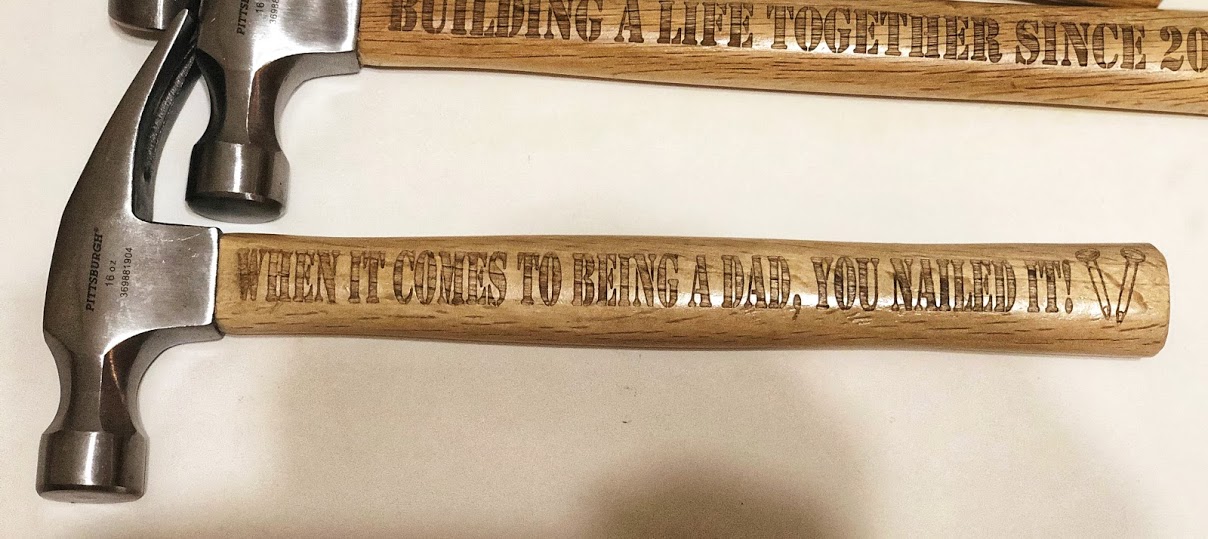 BUILDING A LIFE TOGETHER SINCE 20
WHEN IT COMES TO BEING A DAD, YOU NAILED IT!
PITTSBURGH®
16 oz
369881904